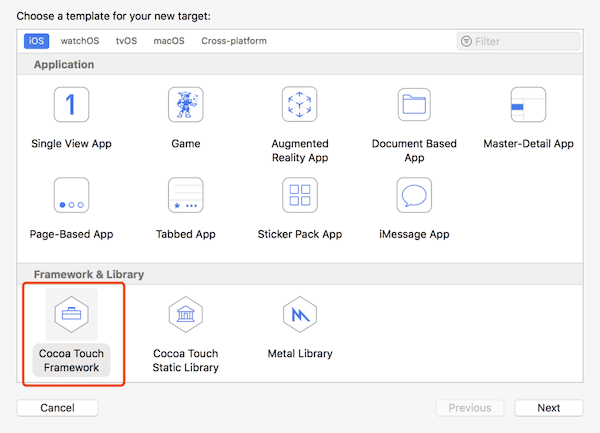 Choose a template for your new target:
iOS watchOS tvOS macOS Cross-platform Filter
Application
1
Single View App Game Augmented Reality App Document Based App Master-Detail App
Page-Based App Tabbed App Sticker Pack App iMessage App
Framework & Library
Cocoa Touch Framework Cocoa Touch Static Library Metal Library
Cancel Previous Next